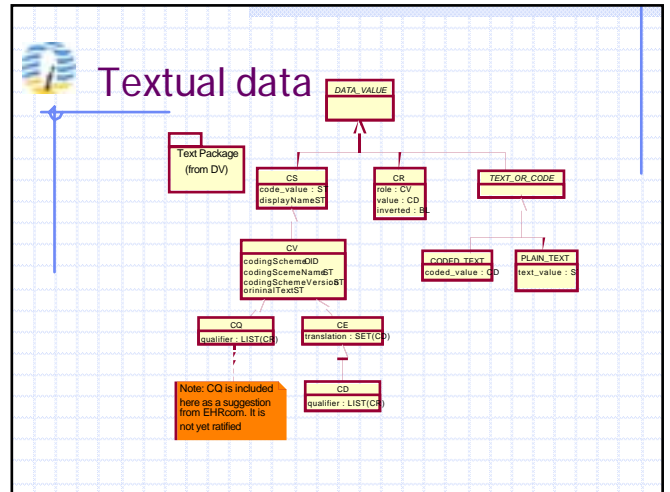 Textual data
DATA_VALUE
Text Package
(from DV)
CS
code_value : ST
displayNameST
CR
role : CV
value : CD
inverted : BL
TEXT_OR_CODE
CV
codingSchemeOID
codingScemeNameST
codingSchemeVersionST
orininalTextST
CODED_TEXT
coded_value : CD
PLAIN_TEXT
text_value : S
CQ
qualifier : LIST(CR)
CE
translation : SET(CD)
Note: CQ is included
here as a suggestion
from EHRcom. It is
not yet ratified
CD
qualifier : LIST(CR)